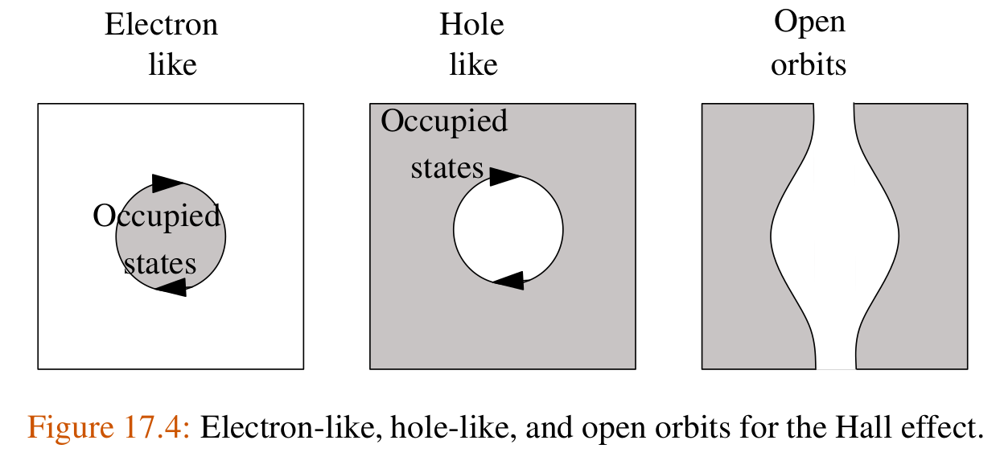 Electron
like
Hole
like
Open
orbits
Occupied
states
Occupied
states
Figure 17.4: Electron-like, hole-like, and open orbits for the Hall effect.